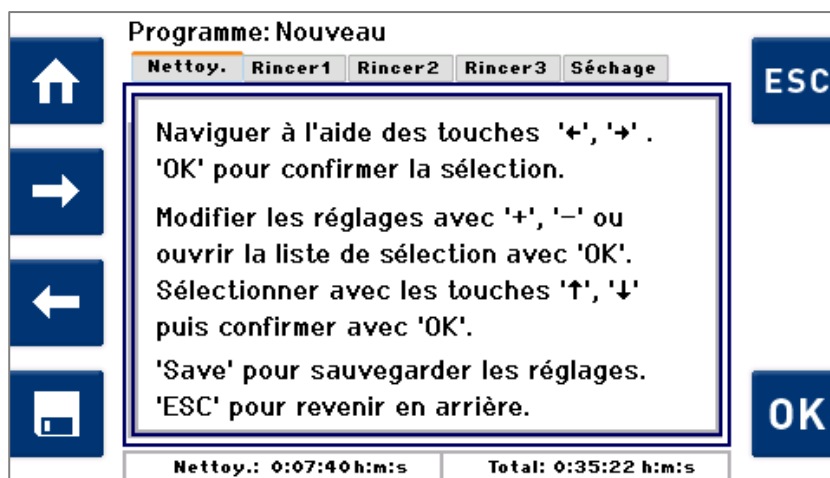 Programme: Nouveau
Nettoy. Rincer1 Rincer2 Rincer3 Séchage
ESC
Naviguer à l'aide des touches '←', '→' .
'OK' pour confirmer la sélection.
Modifier les réglages avec '+', '-' ou
ouvrir la liste de sélection avec 'OK'.
Sélectionner avec les touches '↑', '↓'
puis confirmer avec 'OK'.
'Save' pour sauvegarder les réglages.
'ESC' pour revenir en arrière.
OK
Nettoy.: 0:07:40h:m:s Total: 0:35:22 h:m:s